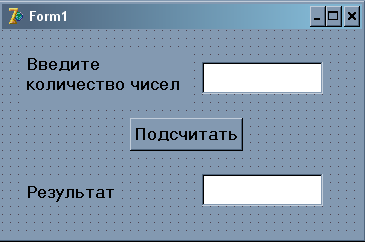 Form1
Введите
количество чисел
Подсчитать
Результат